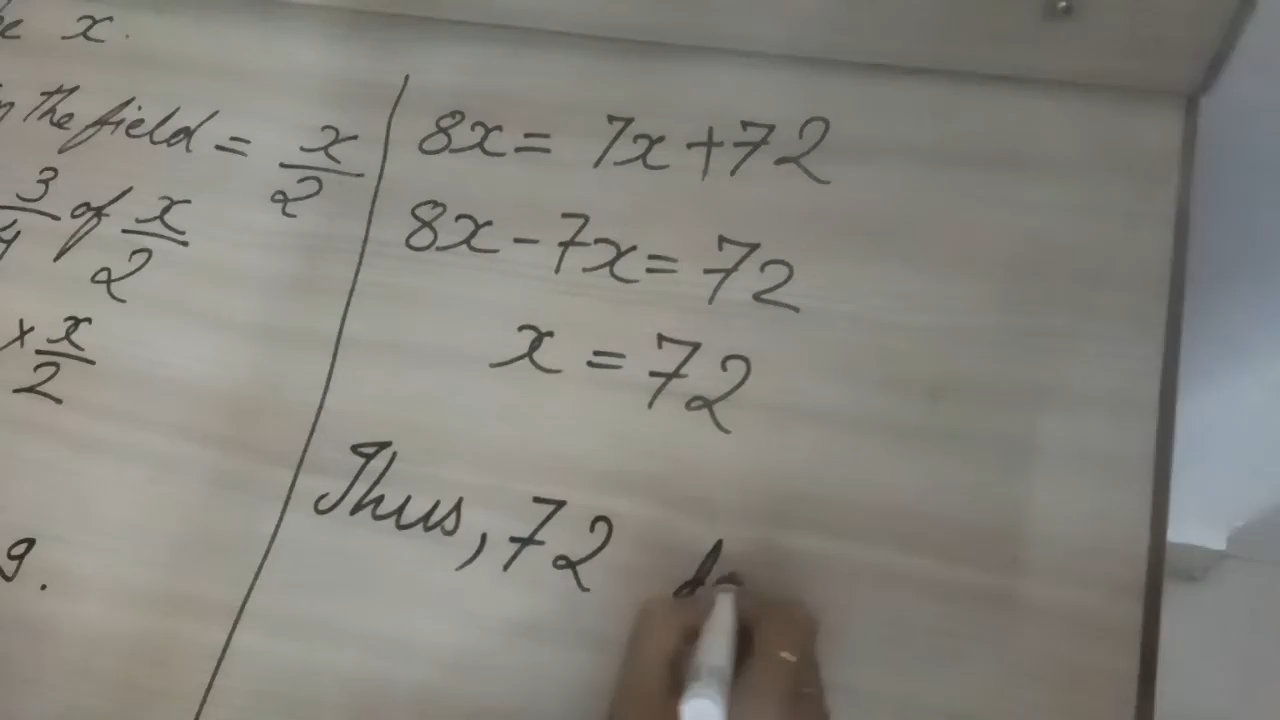 x.
the field = x/2
3/4 of x/2
× x/2
9.
8x = 7x + 72
8x - 7x = 72
x = 72
Thus, 72